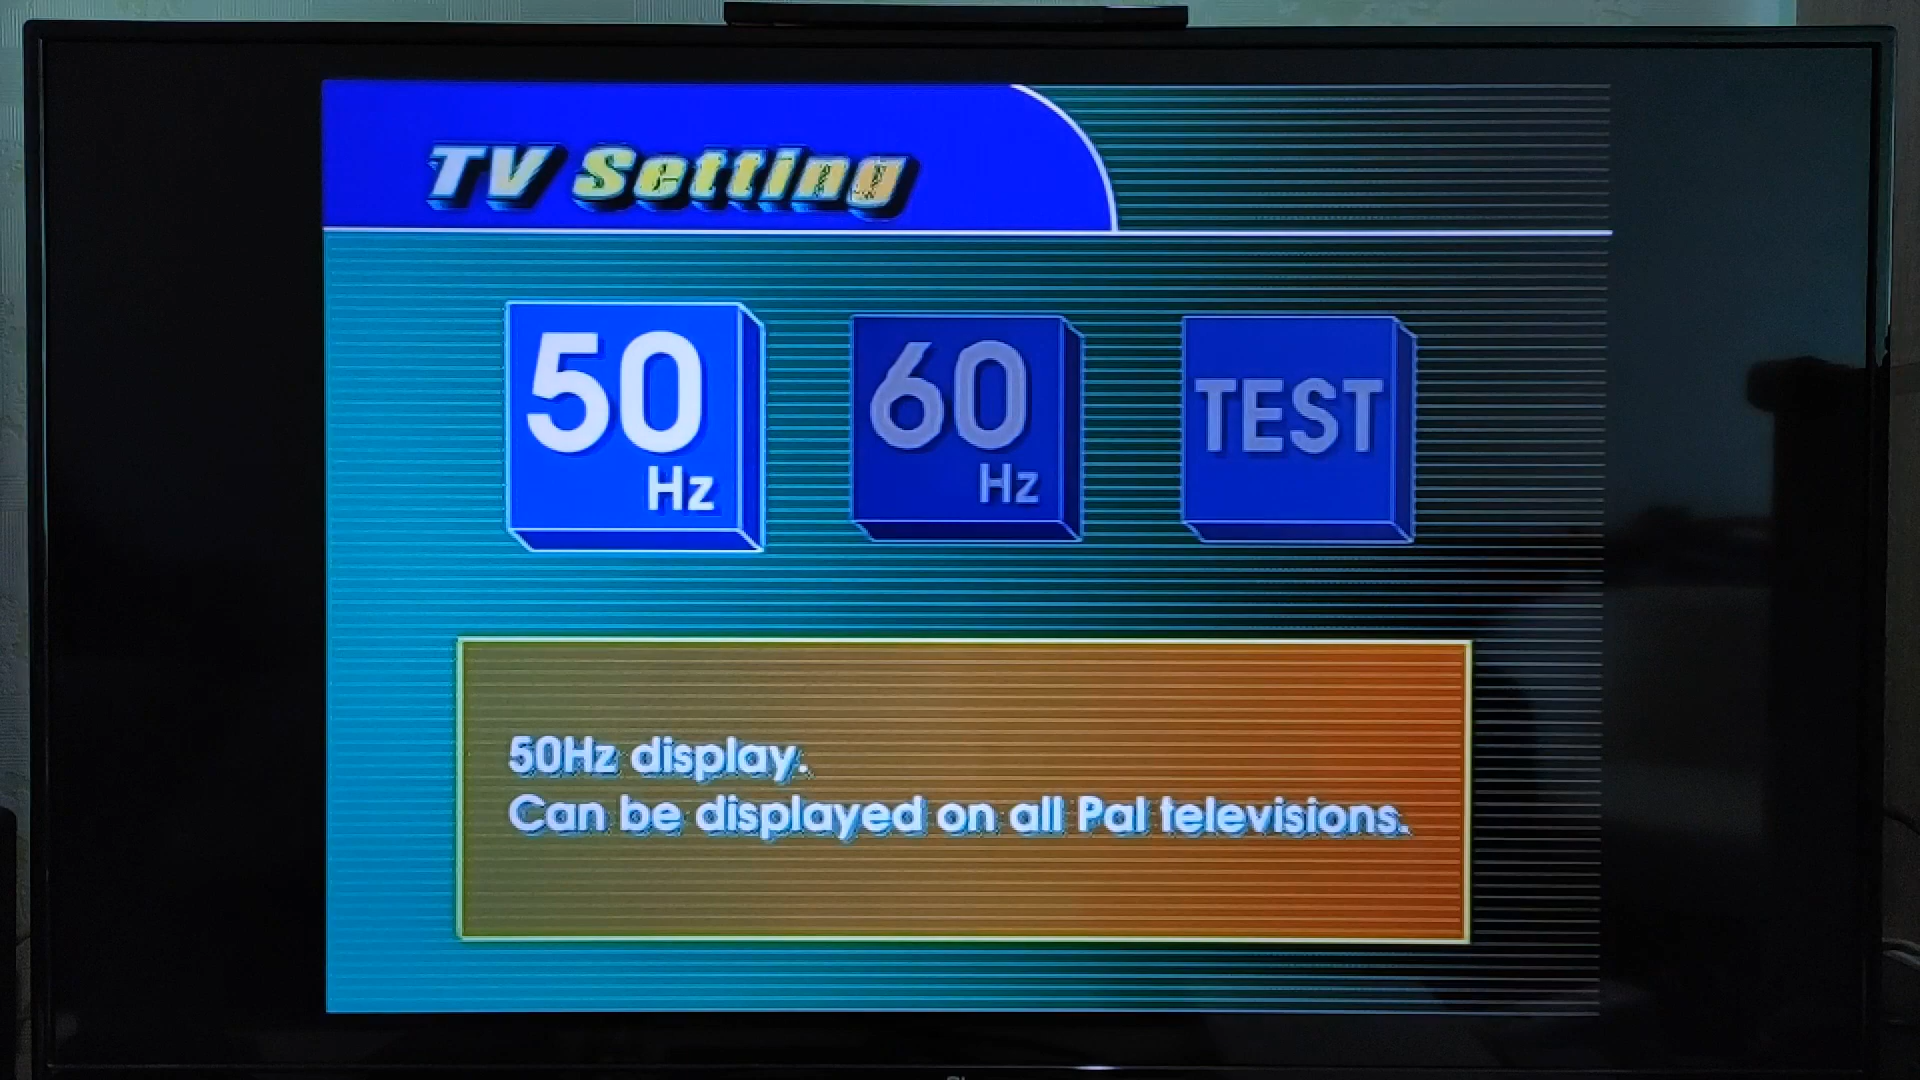 TV Setting
50
Hz
60
Hz
TEST
50Hz display.
Can be displayed on all Pal televisions.